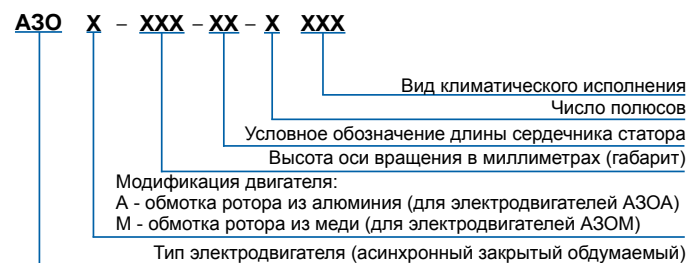 АЗО Х – ХХХ – ХХ – Х ХХХ
Вид климатического исполнения
Число полюсов
Условное обозначение длины сердечника статора
Высота оси вращения в миллиметрах (габарит)
Модификация двигателя:
А - обмотка ротора из алюминия (для электродвигателей АЗОА)
М - обмотка ротора из меди (для электродвигателей АЗОМ)
Тип электродвигателя (асинхронный закрытый обдумаемый)